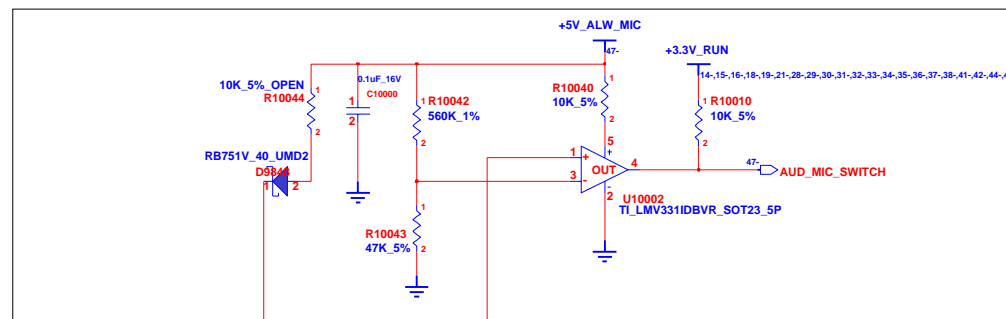 +5V_ALW_MIC
47-
+3.3V_RUN
14-,15-,16-,18-,19-,21-,28-,29-,30-,31-,32-,33-,34-,35-,36-,37-,38-,41-,42-,44-,4
10K_5%_OPEN
R10044
1
2
0.1uF_16V
C10000
1
2
R10042
560K_1%
1
2
R10040
10K_5%
1
2
R10010
10K_5%
1
2
RB751V_40_UMD2
1
2
5
+
1
+
OUT
4
3
-
-
2
47-
AUD_MIC_SWITCH
U10002
TI_LMV331IDBVR_SOT23_5P
R10043
47K_5%
1
2